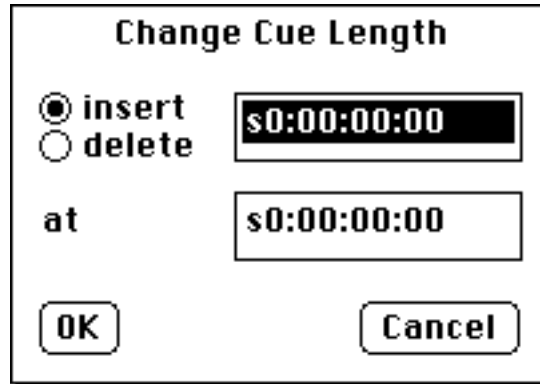 Change Cue Length
insert
s0:00:00:00
delete
at
s0:00:00:00
OK
Cancel